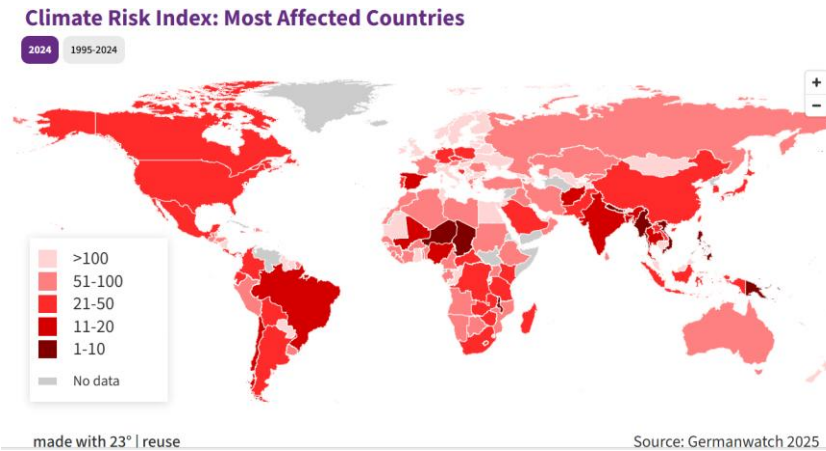 Climate Risk Index: Most Affected Countries
2024 1995-2024
+
−
>100
51-100
21-50
11-20
1-10
No data
made with 23° | reuse
Source: Germanwatch 2025